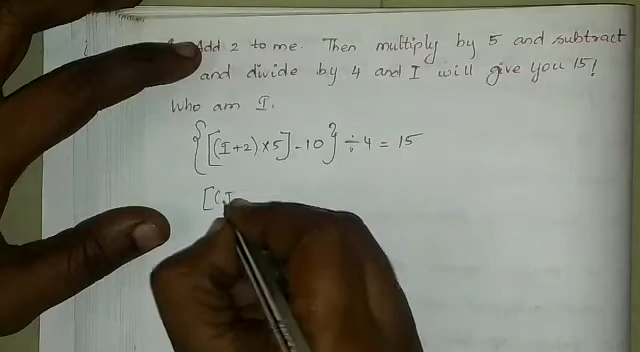 Add 2 to me. Then multiply by 5 and subtract
and divide by 4 and I will give you 15!
Who am I.
{[(I+2)×5]-10} ÷ 4 = 15
[(I